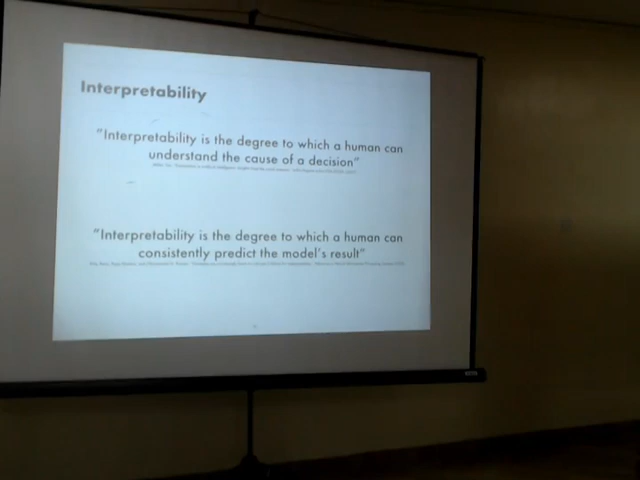 Interpretability
"Interpretability is the degree to which a human can
understand the cause of a decision"
"Interpretability is the degree to which a human can
consistently predict the model's result"